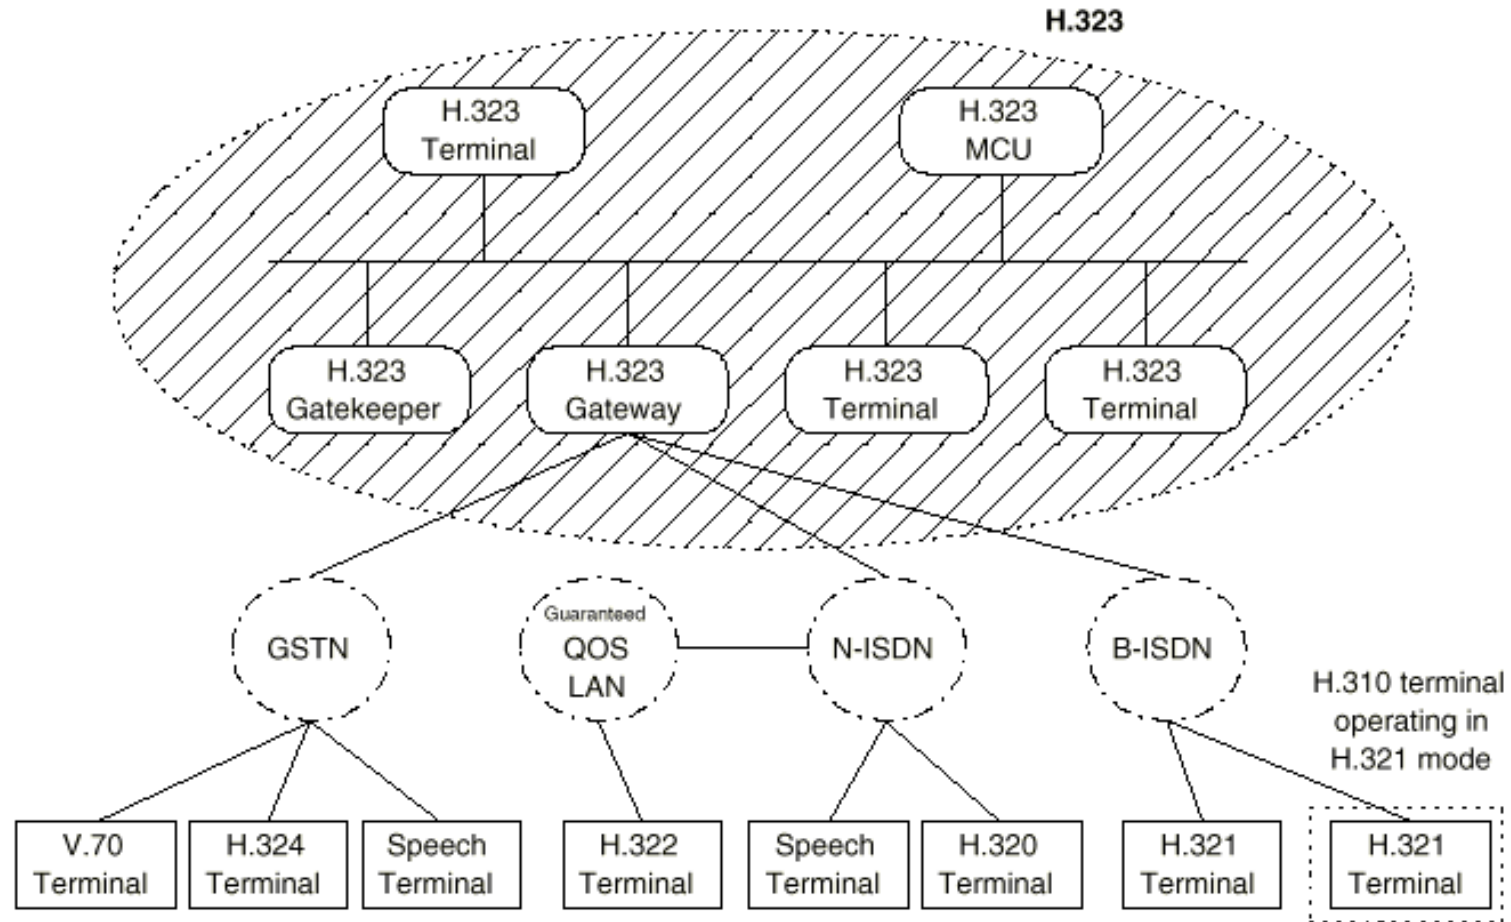 H.323
H.323
Terminal
H.323
MCU
H.323
Gatekeeper
H.323
Gateway
H.323
Terminal
H.323
Terminal
GSTN
Guaranteed
QOS
LAN
N-ISDN
B-ISDN
H.310 terminal
operating in
H.321 mode
V.70
Terminal
H.324
Terminal
Speech
Terminal
H.322
Terminal
Speech
Terminal
H.320
Terminal
H.321
Terminal
H.321
Terminal